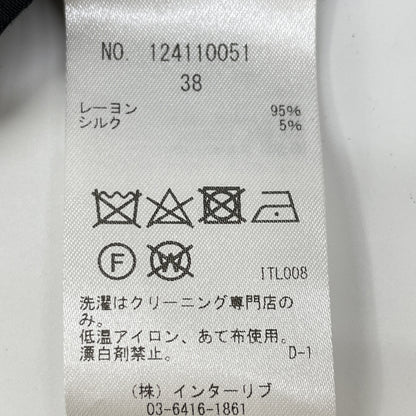 NO. 124110051
38
レーヨン 95%
シルク 5%
F W
ITL008
洗濯はクリーニング専門店の
み。
低温アイロン、あて布使用。
漂白剤禁止。 D-1
(株) インターリブ
03-6416-1861